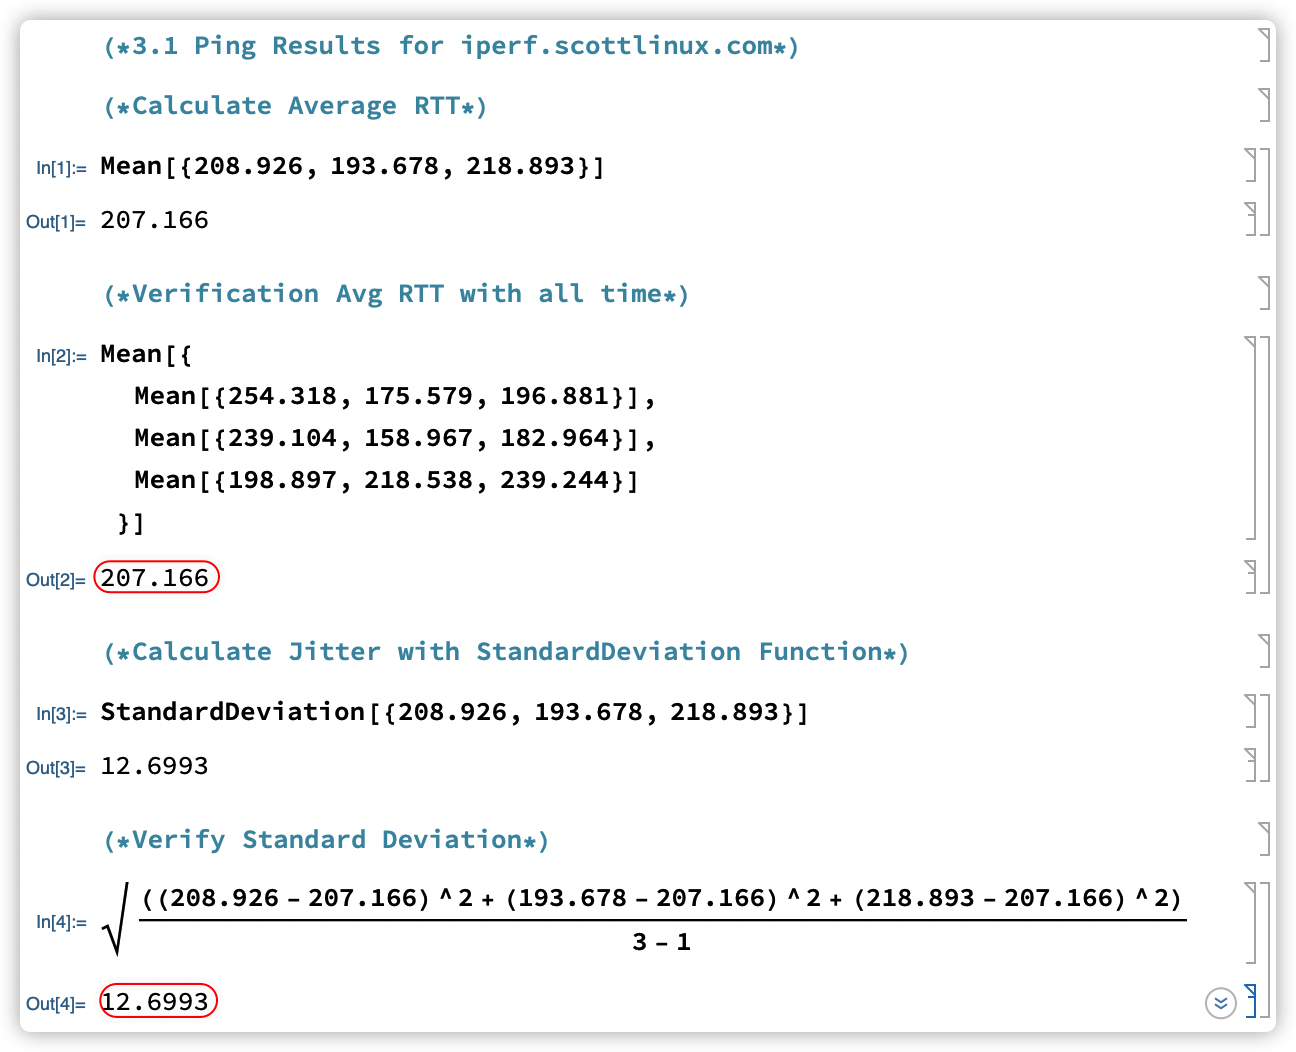 (*3.1 Ping Results for iperf.scottlinux.com*)
(*Calculate Average RTT*)
In[1]:= Mean[{208.926, 193.678, 218.893}]
Out[1]= 207.166
(*Verification Avg RTT with all time*)
In[2]:= Mean[{
Mean[{254.318, 175.579, 196.881}],
Mean[{239.104, 158.967, 182.964}],
Mean[{198.897, 218.538, 239.244}]
}]
Out[2]= 207.166
(*Calculate Jitter with StandardDeviation Function*)
In[3]:= StandardDeviation[{208.926, 193.678, 218.893}]
Out[3]= 12.6993
(*Verify Standard Deviation*)
((208.926 - 207.166) ^ 2 + (193.678 - 207.166) ^ 2 + (218.893 - 207.166) ^ 2)
In[4]:= √
3 - 1
Out[4]= 12.6993